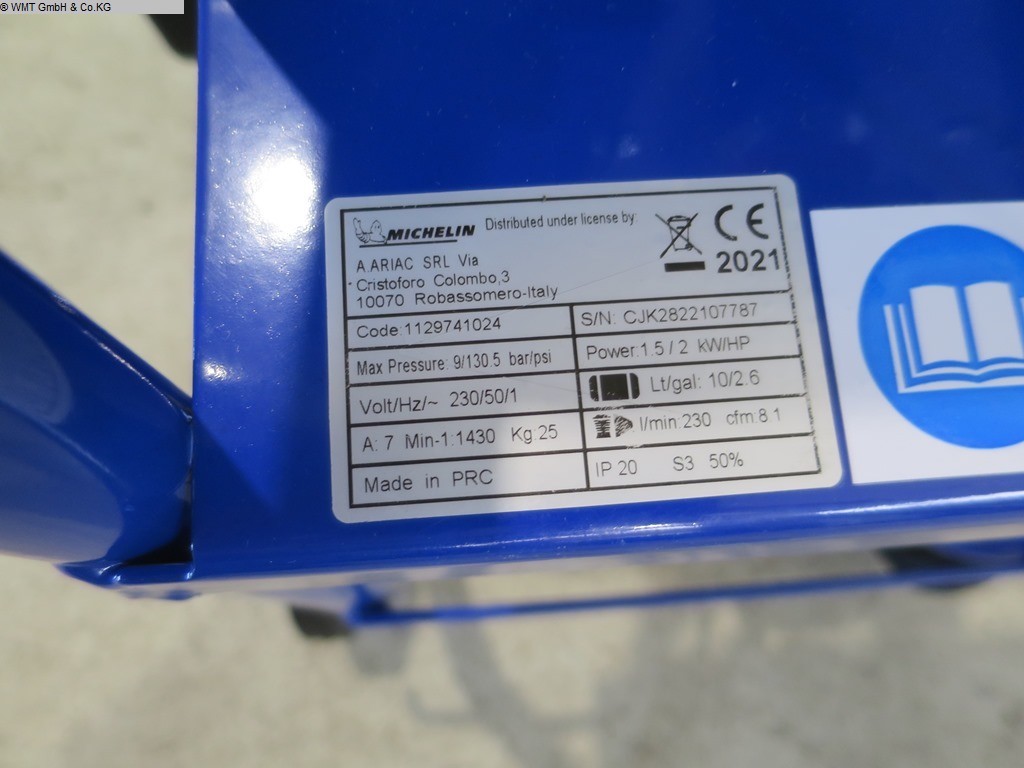 © WMT GmbH & Co.KG
MICHELIN Distributed under license by:
A.ARIAC SRL Via
Cristoforo Colombo,3
10070 Robassomero-Italy
CE
2021
Code:1129741024
S/N: CJK2822107787
Max Pressure: 9/130.5 bar/psi
Power:1.5 / 2 kW/HP
Volt/Hz/~ 230/50/1
Lt/gal: 10/2.6
A: 7 Min-1:1430 Kg:25
l/min:230 cfm:8 1
Made in PRC
IP 20 S3 50%